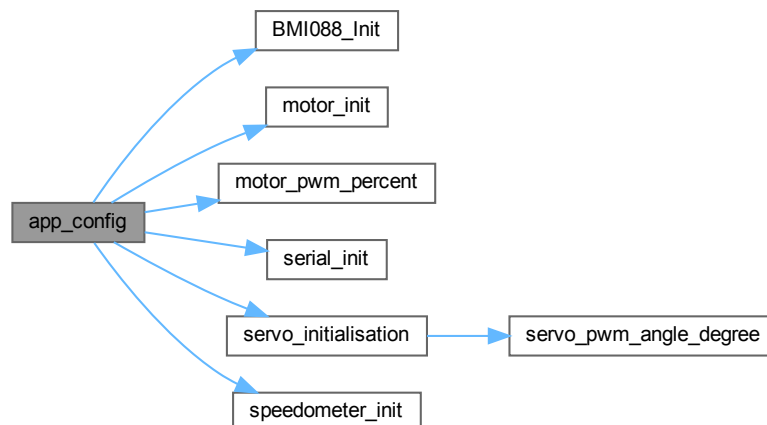 BMI088_Init
motor_init
motor_pwm_percent
app_config
serial_init
servo_initialisation
servo_pwm_angle_degree
speedometer_init